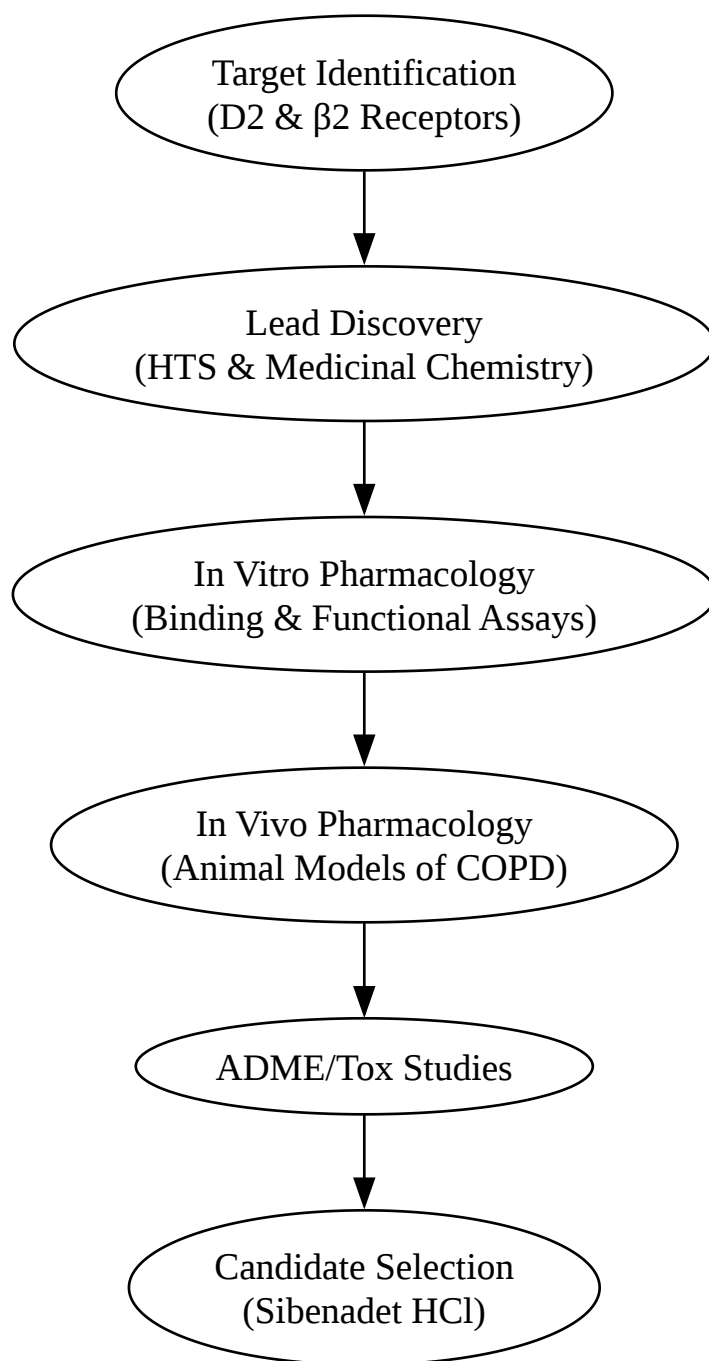 Target Identification
(D2 & β2 Receptors)
Lead Discovery
(HTS & Medicinal Chemistry)
In Vitro Pharmacology
(Binding & Functional Assays)
In Vivo Pharmacology
(Animal Models of COPD)
ADME/Tox Studies
Candidate Selection
(Sibenadet HCl)